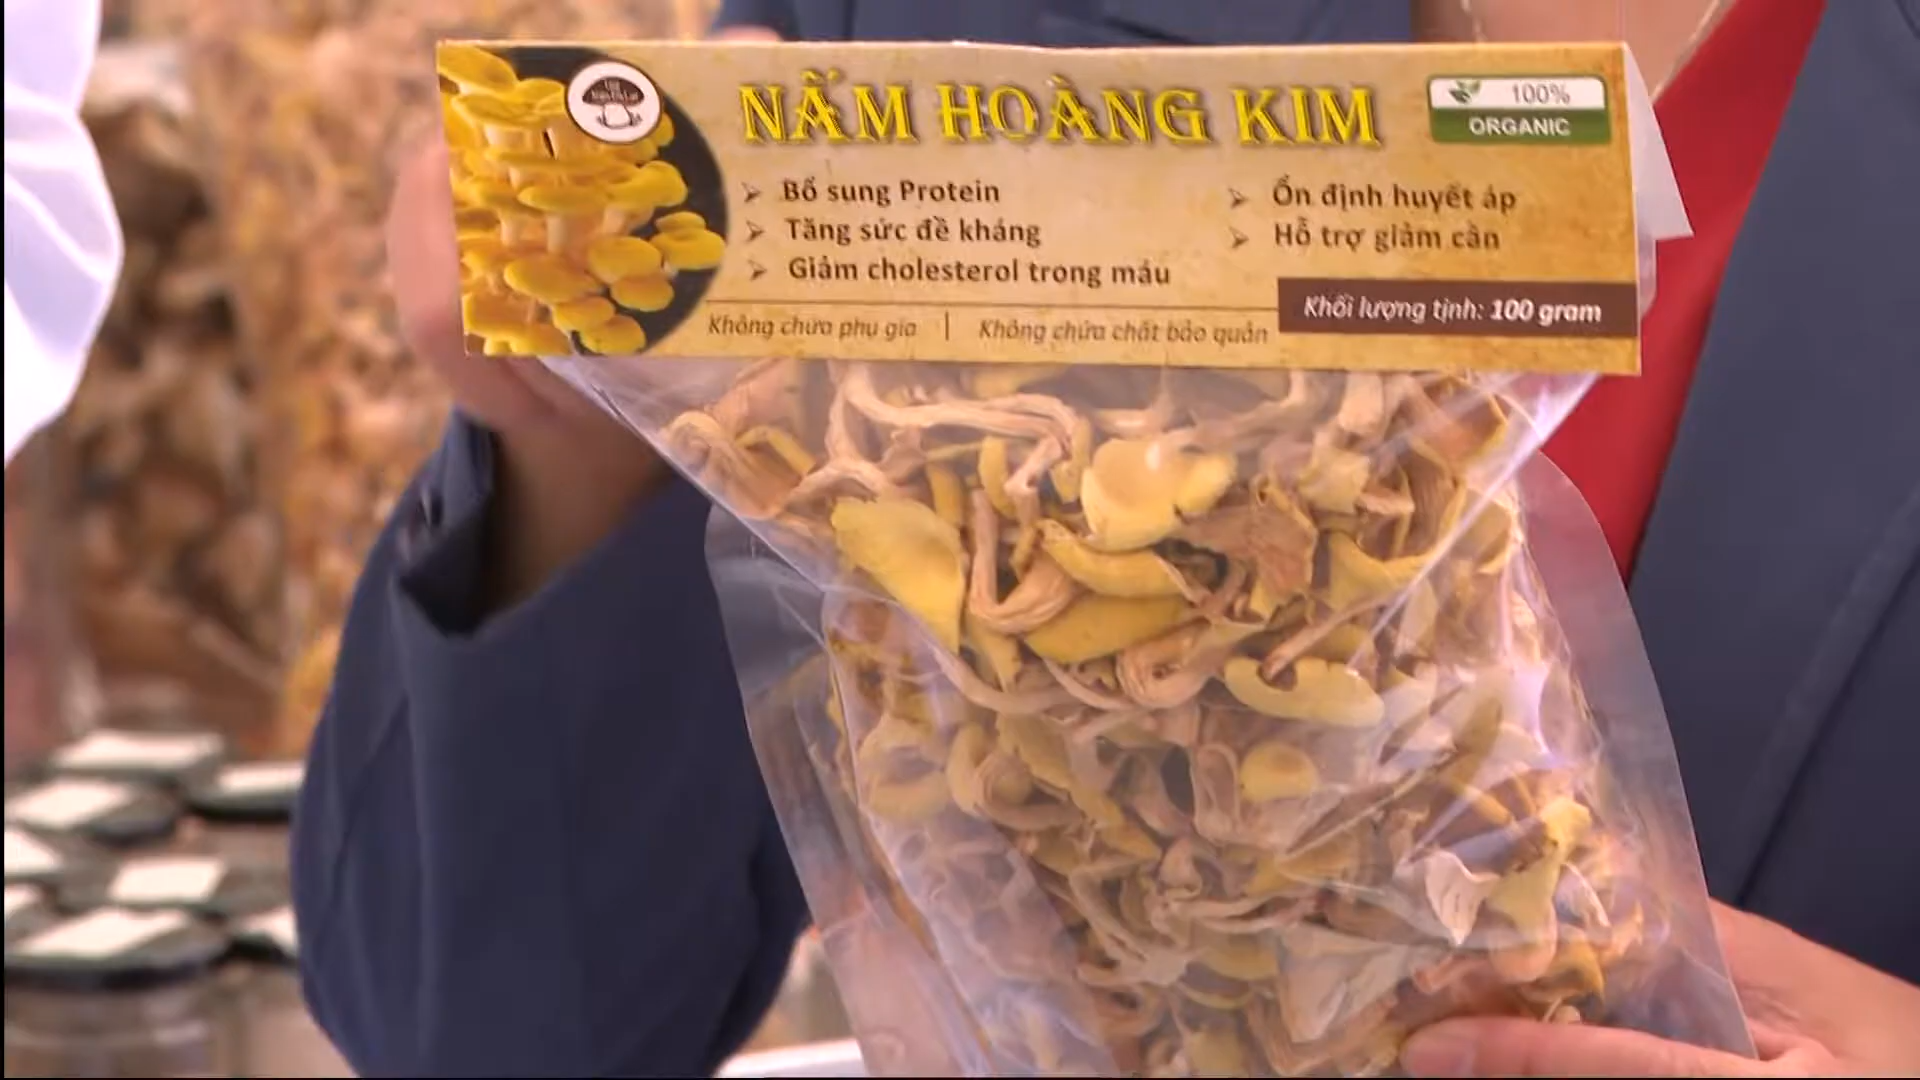 NẤM HOÀNG KIM
100%
ORGANIC
Bổ sung Protein
Tăng sức đề kháng
Giảm cholesterol trong máu
Ổn định huyết áp
Hỗ trợ giảm cân
Không chứa phụ gia | Không chứa chất bảo quản
Khối lượng tịnh: 100 gram